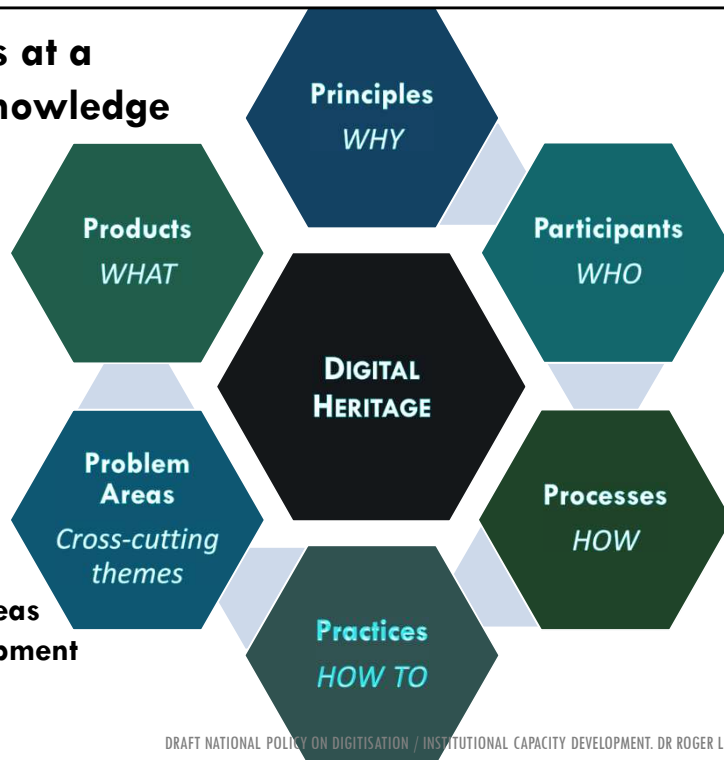 s at a
nowledge
Principles
WHY
Participants
WHO
Processes
HOW
Practices
HOW TO
Problem
Areas
Cross-cutting
themes
Products
WHAT
DIGITAL
HERITAGE
eas
pment
DRAFT NATIONAL POLICY ON DIGITISATION / INSTITUTIONAL CAPACITY DEVELOPMENT. DR ROGER L